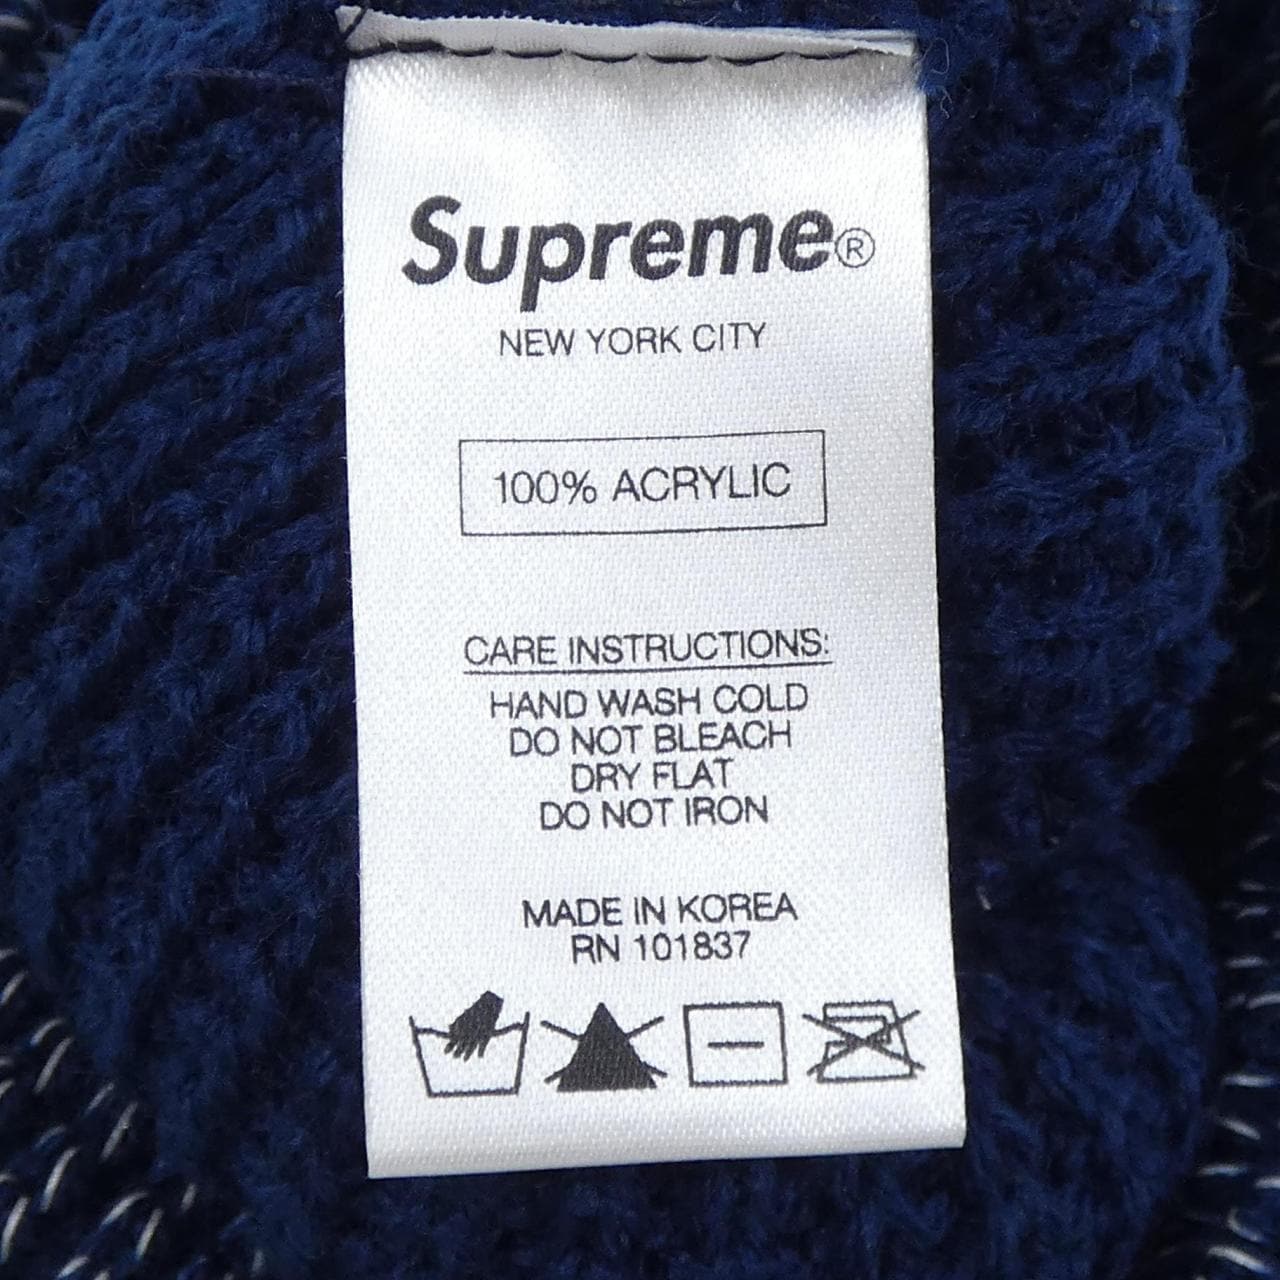 Supreme®
NEW YORK CITY
100% ACRYLIC
CARE INSTRUCTIONS:
HAND WASH COLD
DO NOT BLEACH
DRY FLAT
DO NOT IRON
MADE IN KOREA
RN 101837